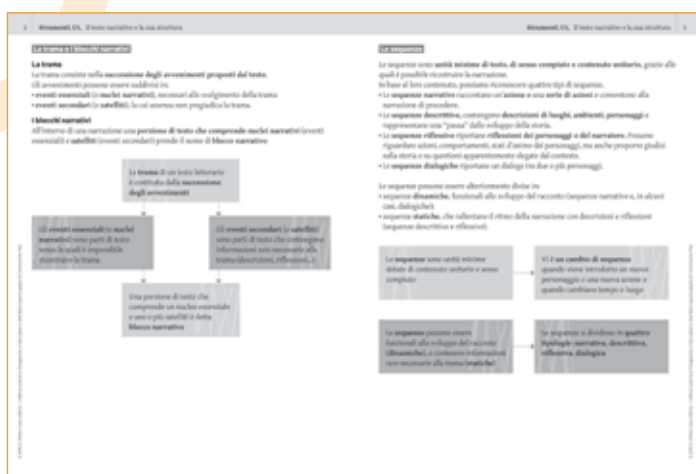 2 Strumenti. U1. Il testo narrativo e la sua struttura
La trama e i blocchi narrativi
La trama
La trama consiste nella successione degli avvenimenti proposti dal testo.
Gli avvenimenti possono essere suddivisi in:
• eventi essenziali (o nuclei narrativi), necessari allo svolgimento della trama
• eventi secondari (o satelliti), la cui assenza non pregiudica la trama.
I blocchi narrativi
All'interno di una narrazione una porzione di testo che comprende nuclei narrativi (eventi
essenziali) e satelliti (eventi secondari) prende il nome di blocco narrativo
La trama di un testo letterario
è costituita dalla successione
degli avvenimenti
Gli eventi essenziali (o nuclei
narrativi) sono parti di testo
senza le quali è impossibile
ricostruire la trama
Gli eventi secondari (o satelliti)
sono parti di testo che contengono
informazioni non necessarie alla
trama (descrizioni, riflessioni...)
Una porzione di testo che
comprende un nucleo essenziale
e uno o più satelliti è detta
blocco narrativo
Strumenti. U1. Il testo narrativo e la sua struttura 3
Le sequenze
Le sequenze sono unità minime di testo, di senso compiuto e contenuto unitario, grazie alle
quali è possibile ricostruire la narrazione.
In base al loro contenuto, possiamo riconoscere quattro tipi di sequenze.
• Le sequenze narrative raccontano un'azione o una serie di azioni e consentono alla
narrazione di procedere.
• Le sequenze descrittive, contengono descrizioni di luoghi, ambienti, personaggi e
rappresentano una "pausa" dallo sviluppo della storia.
• Le sequenze riflessive riportano riflessioni dei personaggi o del narratore. Possono
riguardare azioni, comportamenti, stati d'animo dei personaggi, ma anche proporre giudizi
sulla storia o su questioni apparentemente slegate dal contesto.
• Le sequenze dialogiche riportano un dialogo tra due o più personaggi.
Le sequenze possono essere ulteriormente divise in:
• sequenze dinamiche, funzionali allo sviluppo del racconto (sequenze narrative e, in alcuni
casi, dialogiche);
• sequenze statiche, che rallentano il ritmo della narrazione con descrizioni e riflessioni
(sequenze descrittive e riflessive).
Le sequenze sono unità minime
dotate di contenuto unitario e senso
compiuto
Vi è un cambio di sequenza
quando viene introdotto un nuovo
personaggio o una nuova azione o
quando cambiano tempo e luogo
Le sequenze possono essere
funzionali allo sviluppo del racconto
(dinamiche), o contenere informazioni
non necessarie alla trama (statiche)
Le sequenze si dividono in quattro
tipologie: narrativa, descrittiva,
riflessiva, dialogica